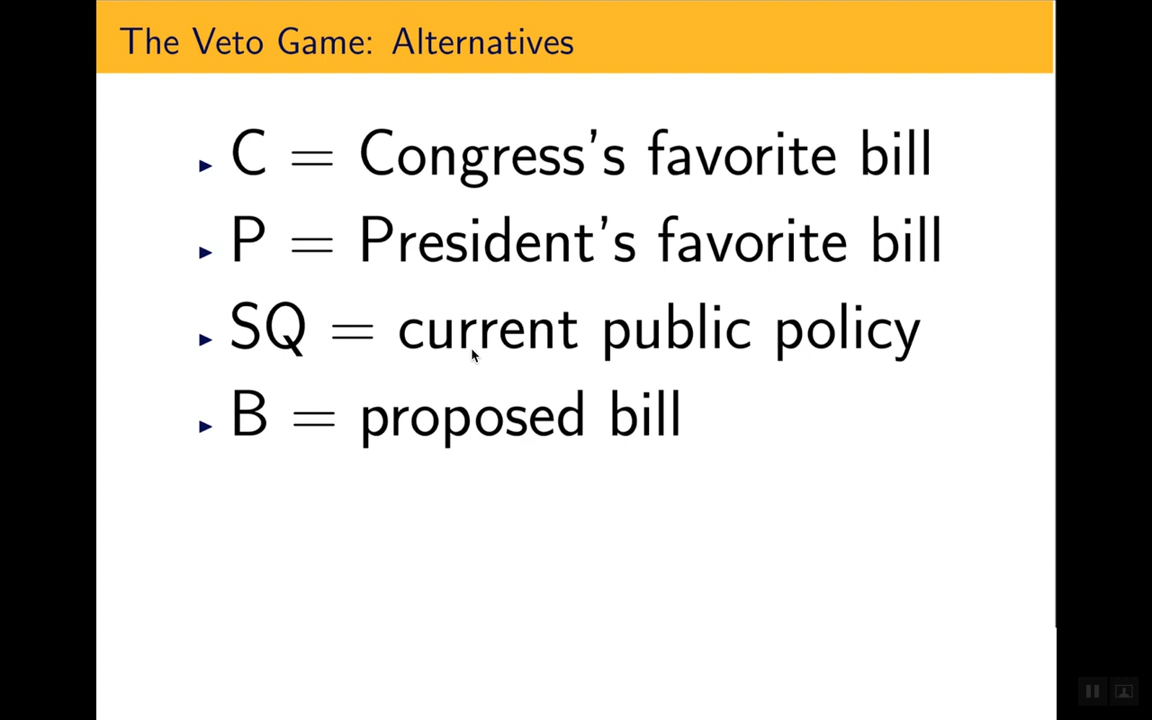 The Veto Game: Alternatives
▸ C = Congress's favorite bill
▸ P = President's favorite bill
▸ SQ = current public policy
▸ B = proposed bill